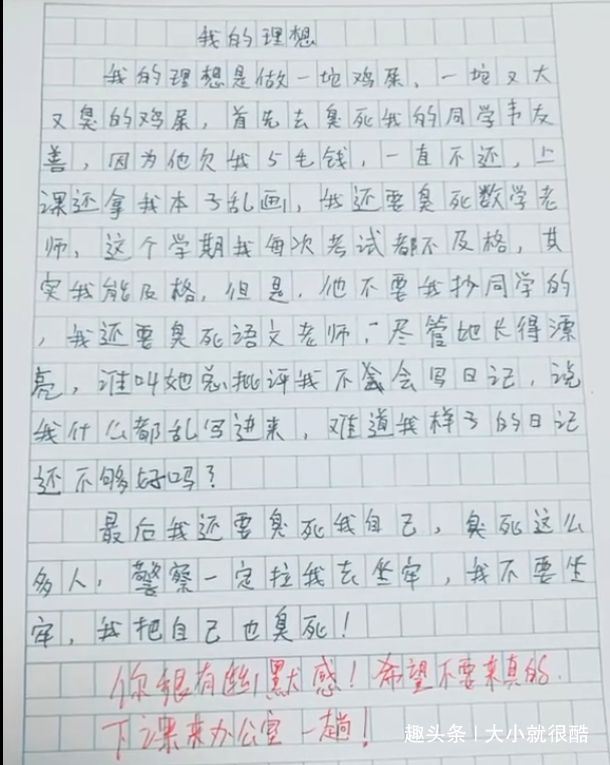 我的理想
我的理想是做一坨鸡屎,一坨又大
又臭的鸡屎,首先去臭死我的同学韦友
善,因为他欠我5毛钱,一直不还,上
课还拿我本子乱画,我还要臭死数学老
师,这个学期我每次考试都不及格,其
实我能及格,但是,他不要我抄同学的
,我还要臭死语文老师,尽管她长得漂
亮,谁叫她总批评我不会写日记,说
我什么都乱写进来,难道我样子的日记
还不够好吗?
最后我还要臭死我自己,臭死这么
多人,警察一定拉我去坐牢,我不要坐
牢,我把自己也臭死!
你很有幽默感!希望不要来真的.
下课来办公室一趟!
趣头条 | 大小就很酷